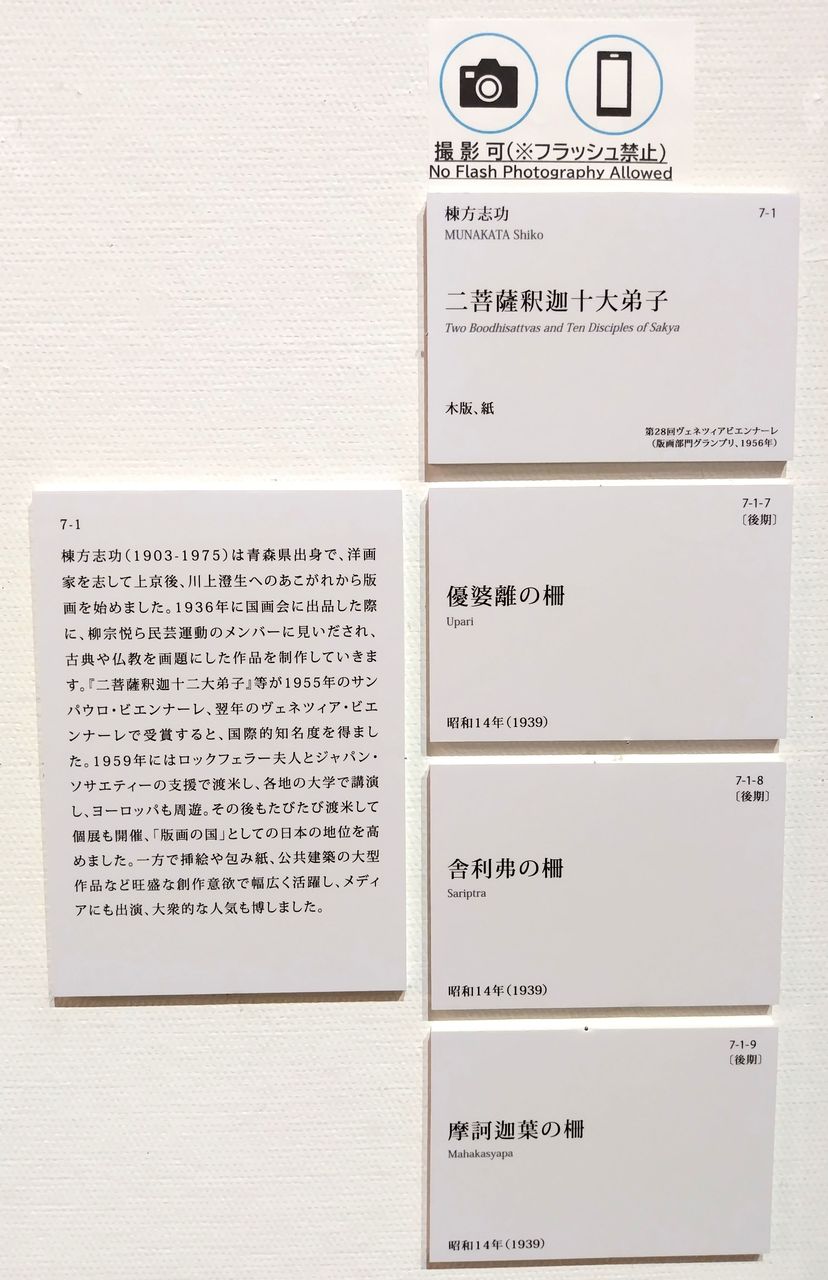 撮影可(※フラッシュ禁止)
No Flash Photography Allowed
棟方志功
7-1
MUNAKATA Shiko
二菩薩釈迦十大弟子
Two Boodhisattvas and Ten Disciples of Sakya
木版、紙
第28回ヴェネツィアビエンナーレ
(版画部門グランプリ、1956年)
7-1
棟方志功(1903-1975)は青森県出身で、洋画
家を志して上京後、川上澄生へのあこがれから版
画を始めました。1936年に国画会に出品した際
に、柳宗悦ら民芸運動のメンバーに見いだされ、
古典や仏教を画題にした作品を制作していきま
す。『二菩薩釈迦十二大弟子』等が1955年のサン
パウロ・ビエンナーレ、翌年のヴェネツィア・ビエ
ンナーレで受賞すると、国際的知名度を得まし
た。1959年にはロックフェラー夫人とジャパン・
ソサエティーの支援で渡米し、各地の大学で講演
し、ヨーロッパも周遊。その後もたびたび渡米して
個展も開催、「版画の国」としての日本の地位を高
めました。一方で挿絵や包み紙、公共建築の大型
作品など旺盛な創作意欲で幅広く活躍し、メディ
アにも出演、大衆的な人気も博しました。
7-1-7
〔後期〕
優婆離の柵
Upari
昭和14年(1939)
7-1-8
〔後期〕
舎利弗の柵
Sariptra
昭和14年(1939)
7-1-9
〔後期〕
摩訶迦葉の柵
Mahakasyapa
昭和14年(1939)